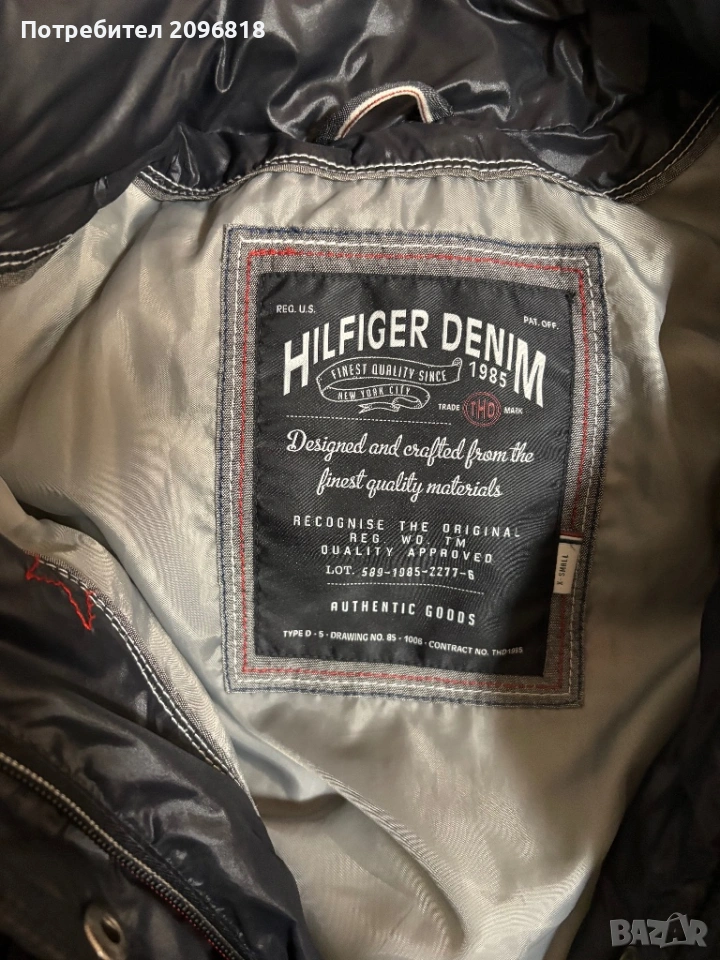 Потребител 2096818
REG. U.S.
PAT. OFF.
HILFIGER DENIM
FINEST QUALITY SINCE 1985
NEW YORK CITY
TRADE THD MARK
Designed and crafted from the
finest quality materials
RECOGNISE THE ORIGINAL
REG. WD. TM
QUALITY APPROVED
LOT. 589-1985-2277-6
AUTHENTIC GOODS
TYPE D - 5 - DRAWING NO. 85 - 1006 - CONTRACT NO. THD1985
X-SMALL
BAZAR